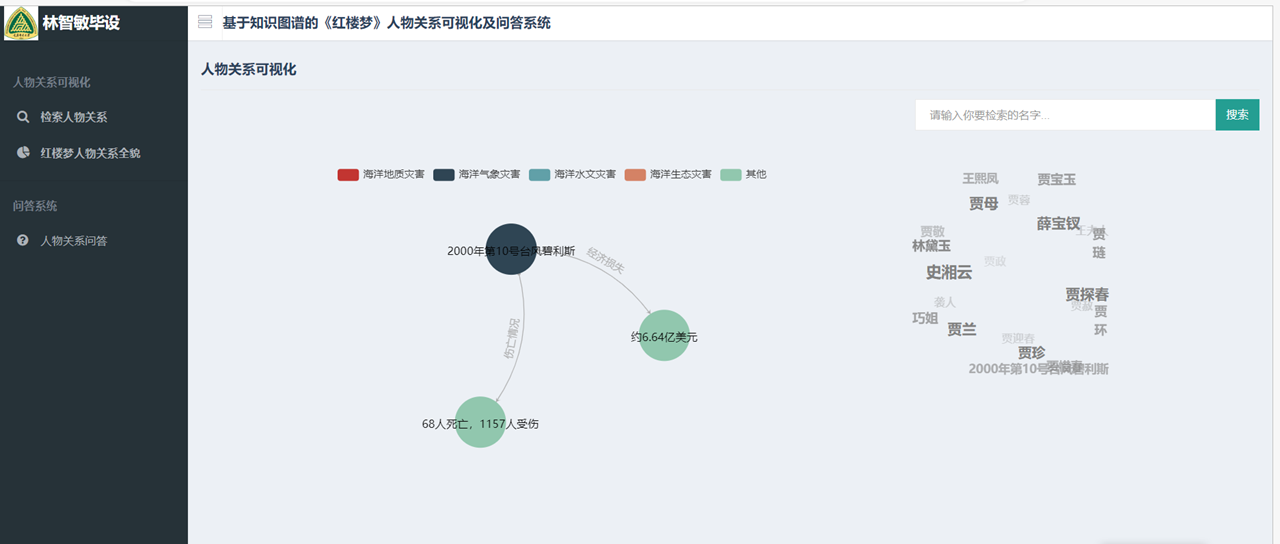 林智敏毕设
基于知识图谱的《红楼梦》人物关系可视化及问答系统
人物关系可视化
检索人物关系
红楼梦人物关系全貌
问答系统
人物关系问答
人物关系可视化
请输入你要检索的名字...
搜索
海洋地质灾害
海洋气象灾害
海洋水文灾害
海洋生态灾害
其他
2000年第10号台风碧利斯
经济损失
约6.64亿美元
伤亡情况
68人死亡，1157人受伤
王熙凤
贾宝玉
贾母
贾蓉
薛宝钗
王夫人
贾琏
贾敬
林黛玉
贾政
史湘云
贾探春
袭人
贾赦
贾环
巧姐
贾兰
贾迎春
贾珍
2000年第10号台风碧利斯